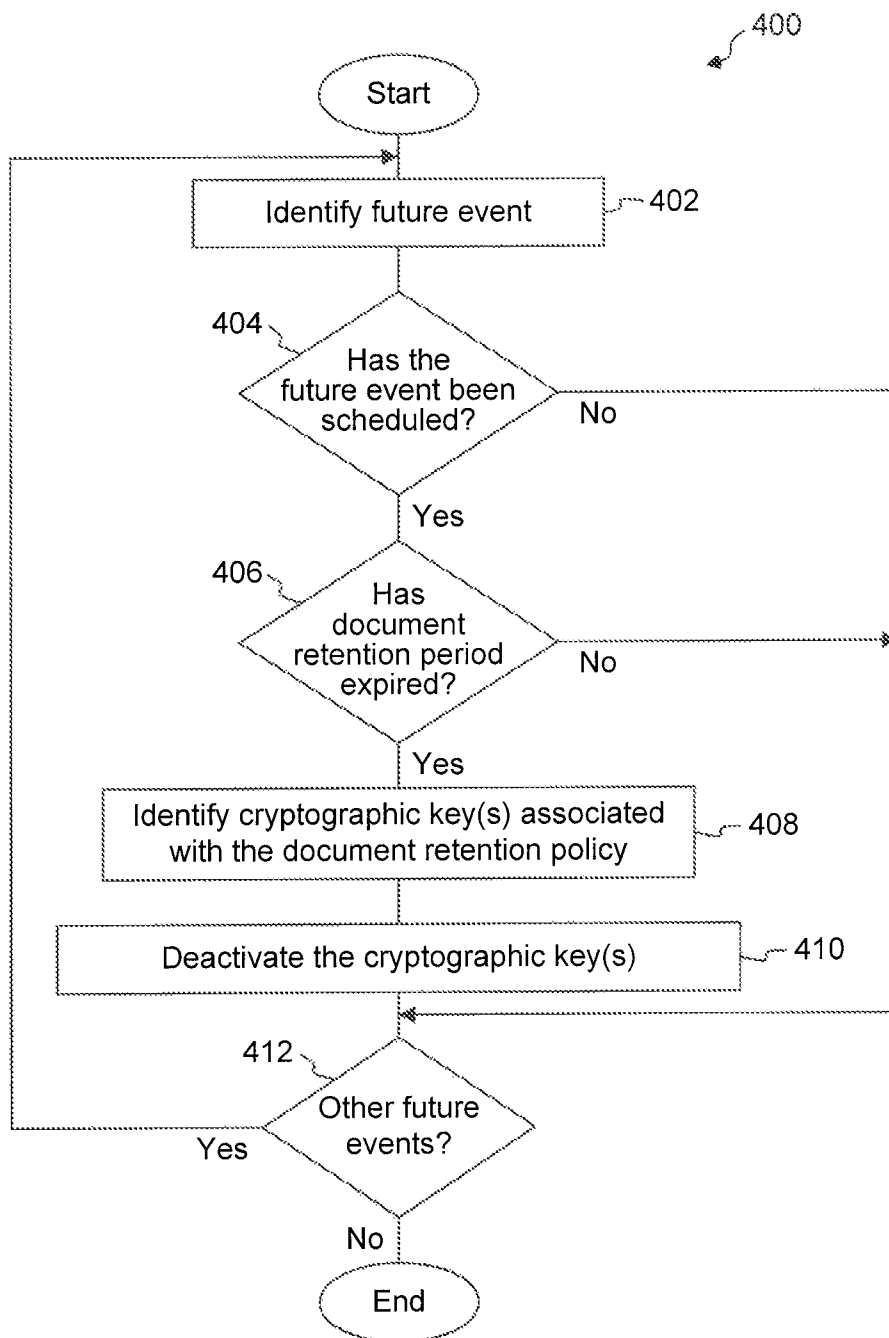 400
Start
Identify future event
402
404
Has the
future event been
scheduled?
No
Yes
406
Has
document
retention period
expired?
No
Yes
Identify cryptographic key(s) associated
with the document retention policy
408
Deactivate the cryptographic key(s)
410
412
Other future
events?
Yes
No
End